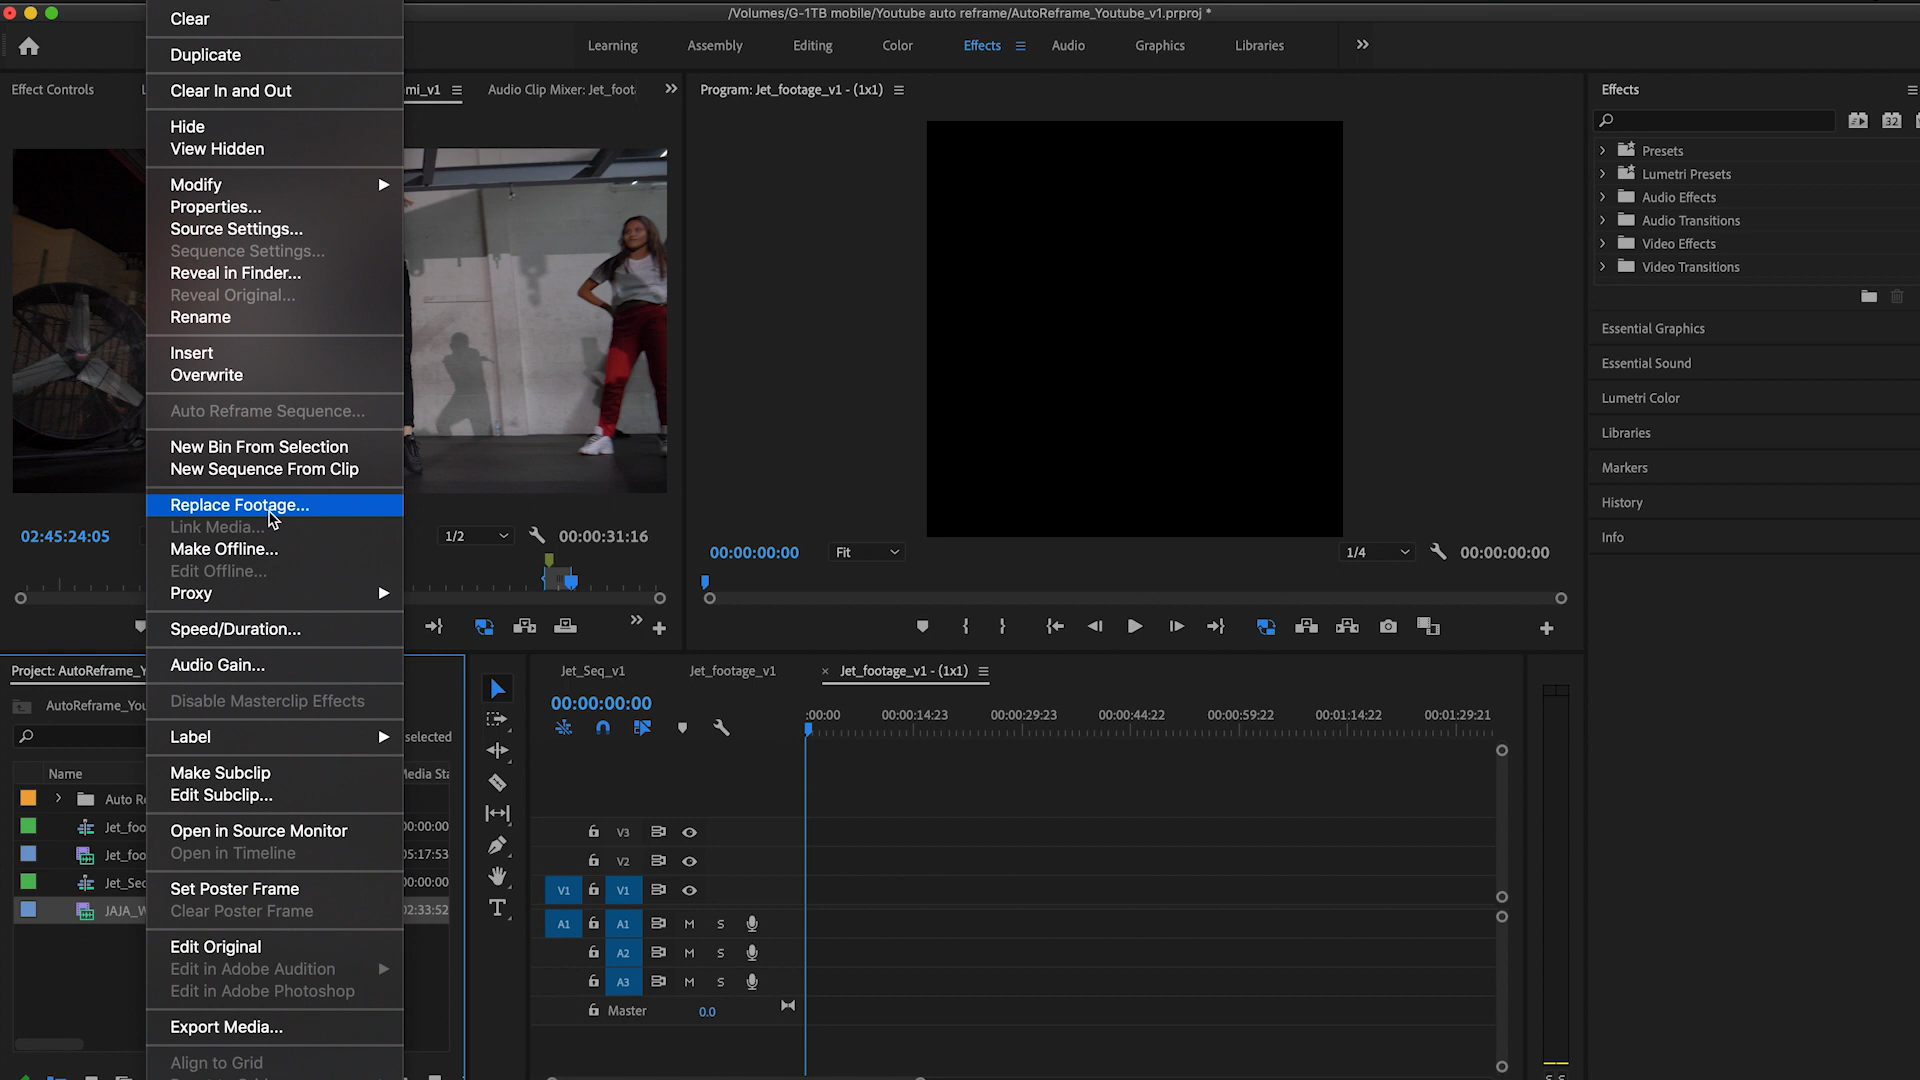 /Volumes/G-1TB mobile/Youtube auto reframe/AutoReframe_Youtube_v1.prproj *
Learning
Assembly
Editing
Color
Effects
Audio
Graphics
Libraries
Effect Controls
mi_v1
Audio Clip Mixer: Jet_foot
Program: Jet_footage_v1 - (1x1)
Effects
Clear
Duplicate
Clear In and Out
Hide
View Hidden
Modify
Properties...
Source Settings...
Sequence Settings...
Reveal in Finder...
Reveal Original...
Rename
Insert
Overwrite
Auto Reframe Sequence...
New Bin From Selection
New Sequence From Clip
Replace Footage...
Link Media...
Make Offline...
Edit Offline...
Proxy
Speed/Duration...
Audio Gain...
Disable Masterclip Effects
Label
Make Subclip
Edit Subclip...
Open in Source Monitor
Open in Timeline
Set Poster Frame
Clear Poster Frame
Edit Original
Edit in Adobe Audition
Edit in Adobe Photoshop
Export Media...
Align to Grid
02:45:24:05
1/2
00:00:31:16
00:00:00:00
Fit
1/4
00:00:00:00
32
Presets
Lumetri Presets
Audio Effects
Audio Transitions
Video Effects
Video Transitions
Essential Graphics
Essential Sound
Lumetri Color
Libraries
Markers
History
Info
Project: AutoReframe_Y
AutoReframe_You
selected
Name
Media Sta
Auto Re
Jet_foo
00:00:00
Jet_foo
05:17:53
Jet_Sec
00:00:00
JAJA_W
02:33:52
Jet_Seq_v1
Jet_footage_v1
× Jet_footage_v1 - (1x1)
00:00:00:00
:00:00
00:00:14:23
00:00:29:23
00:00:44:22
00:00:59:22
00:01:14:22
00:01:29:21
V3
V2
V1 V1
A1 A1 M S
A2 M S
A3 M S
Master 0.0
S S